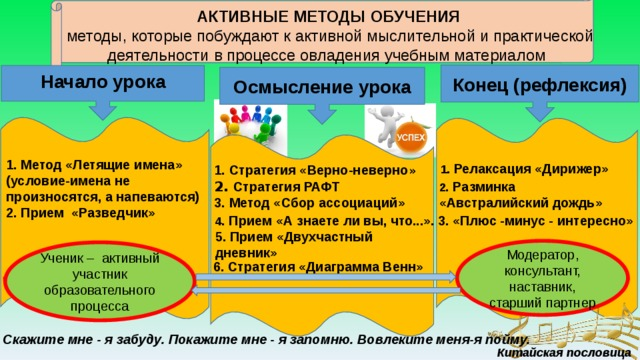 АКТИВНЫЕ МЕТОДЫ ОБУЧЕНИЯ
методы, которые побуждают к активной мыслительной и практической
деятельности в процессе овладения учебным материалом
Начало урока
Осмысление урока
Конец (рефлексия)
УСПЕХ
1. Метод «Летящие имена»
(условие-имена не
произносятся, а напеваются)
2. Прием «Разведчик»
1. Стратегия «Верно-неверно»
2. Стратегия РАФТ
3. Метод «Сбор ассоциаций»
4. Прием «А знаете ли вы, что...».
5. Прием «Двухчастный
дневник»
6. Стратегия «Диаграмма Венн»
1. Релаксация «Дирижер»
2. Разминка
«Австралийский дождь»
3. «Плюс -минус - интересно»
Ученик – активный
участник
образовательного
процесса
Модератор,
консультант,
наставник,
старший партнер
Скажите мне - я забуду. Покажите мне - я запомню. Вовлеките меня-я пойму.
Китайская пословица